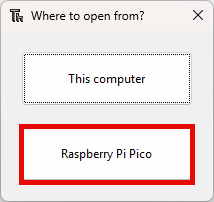 Where to open from?
This computer
Raspberry Pi Pico